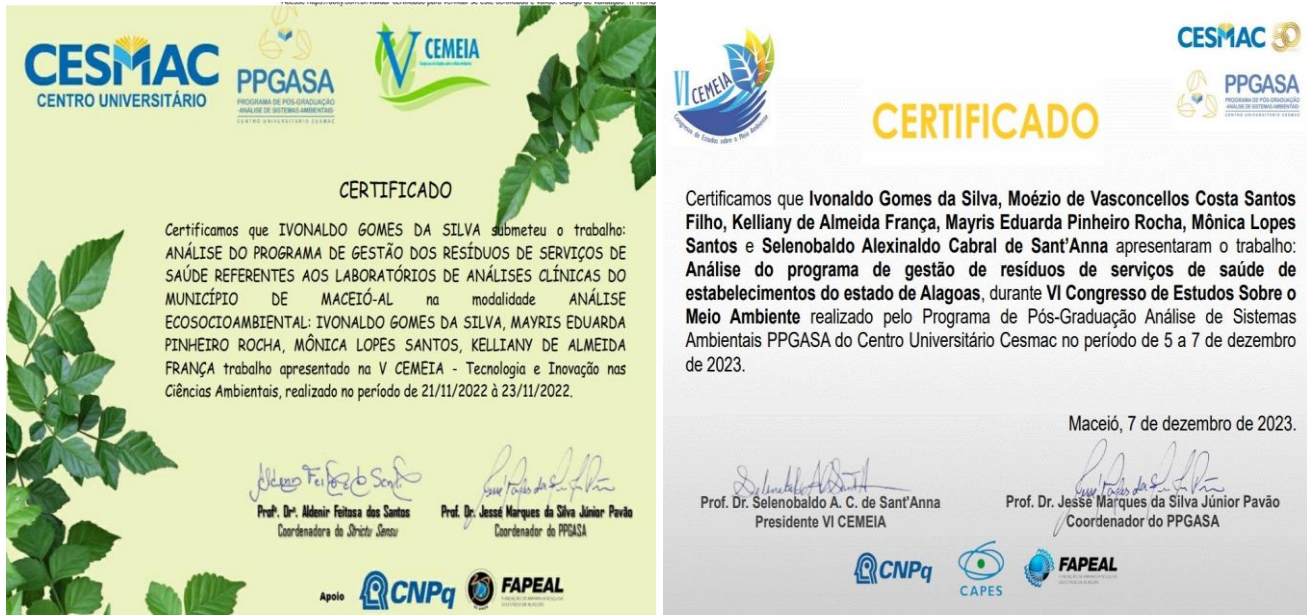 CESMAC
CENTRO UNIVERSITÁRIO
PPGASA
PROGRAMA DE PÓS-GRADUAÇÃO
ANÁLISE DE SISTEMAS AMBIENTAIS
CENTRO UNIVERSITÁRIO CESMAC
V CEMEIA
CERTIFICADO
Certificamos que IVONALDO GOMES DA SILVA submeteu o trabalho:
ANÁLISE DO PROGRAMA DE GESTÃO DOS RESÍDUOS DE SERVIÇOS DE
SAÚDE REFERENTES AOS LABORATÓRIOS DE ANÁLISES CLÍNICAS DO
MUNICÍPIO DE MACEIÓ-AL na modalidade ANÁLISE
ECOSOCIOAMBIENTAL: IVONALDO GOMES DA SILVA, MAYRIS EDUARDA
PINHEIRO ROCHA, MÔNICA LOPES SANTOS, KELLIANY DE ALMEIDA
FRANÇA trabalho apresentado na V CEMEIA - Tecnologia e Inovação nas
Ciências Ambientais, realizado no período de 21/11/2022 à 23/11/2022.
Profª. Drª. Aldenir Feitosa dos Santos
Coordenadora do Strictu Sensu
Prof. Dr. Jessé Marques da Silva Júnior Pavão
Coordenador do PPGASA
Apoio
CNPq
FAPEAL
VI CEMEIA
Congresso de Estudos sobre o Meio Ambiente
CESMAC 50
PPGASA
PROGRAMA DE PÓS-GRADUAÇÃO
ANÁLISE DE SISTEMAS AMBIENTAIS
CENTRO UNIVERSITÁRIO CESMAC
CERTIFICADO
Certificamos que Ivonaldo Gomes da Silva, Moézio de Vasconcellos Costa Santos
Filho, Kelliany de Almeida França, Mayris Eduarda Pinheiro Rocha, Mônica Lopes
Santos e Selenobaldo Alexinaldo Cabral de Sant'Anna apresentaram o trabalho:
Análise do programa de gestão de resíduos de serviços de saúde de
estabelecimentos do estado de Alagoas, durante VI Congresso de Estudos Sobre o
Meio Ambiente realizado pelo Programa de Pós-Graduação Análise de Sistemas
Ambientais PPGASA do Centro Universitário Cesmac no período de 5 a 7 de dezembro
de 2023.
Maceió, 7 de dezembro de 2023.
Prof. Dr. Selenobaldo A. C. de Sant'Anna
Presidente VI CEMEIA
Prof. Dr. Jessé Marques da Silva Júnior Pavão
Coordenador do PPGASA
CNPq
CAPES
FAPEAL